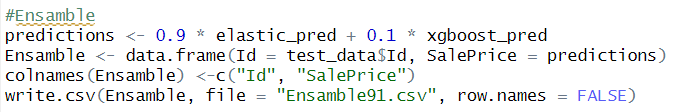 #Ensamble
predictions <- 0.9 * elastic_pred + 0.1 * xgboost_pred
Ensamble <- data.frame(Id = test_data$Id, SalePrice = predictions)
colnames(Ensamble) <-c("Id", "SalePrice")
write.csv(Ensamble, file = "Ensamble91.csv", row.names = FALSE)